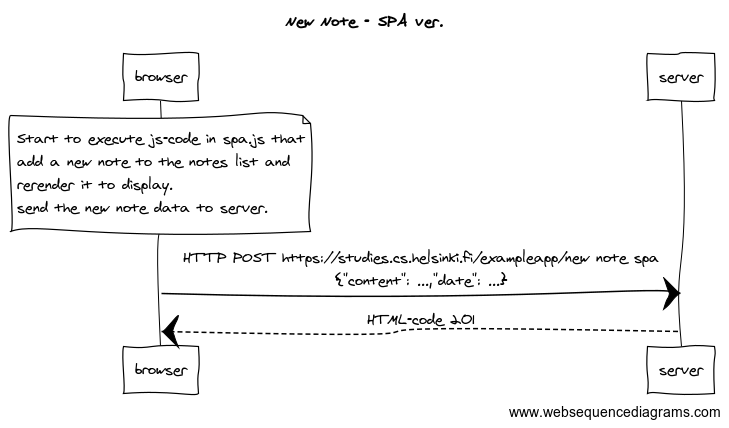 New Note - SPA ver.
browser
server
Start to execute js-code in spa.js that
add a new note to the notes list and
rerender it to display.
send the new note data to server.
HTTP POST https://studies.cs.helsinki.fi/exampleapp/new note spa
{"content": ...,"date": ...}
HTML-code 201
browser
server
www.websequencediagrams.com